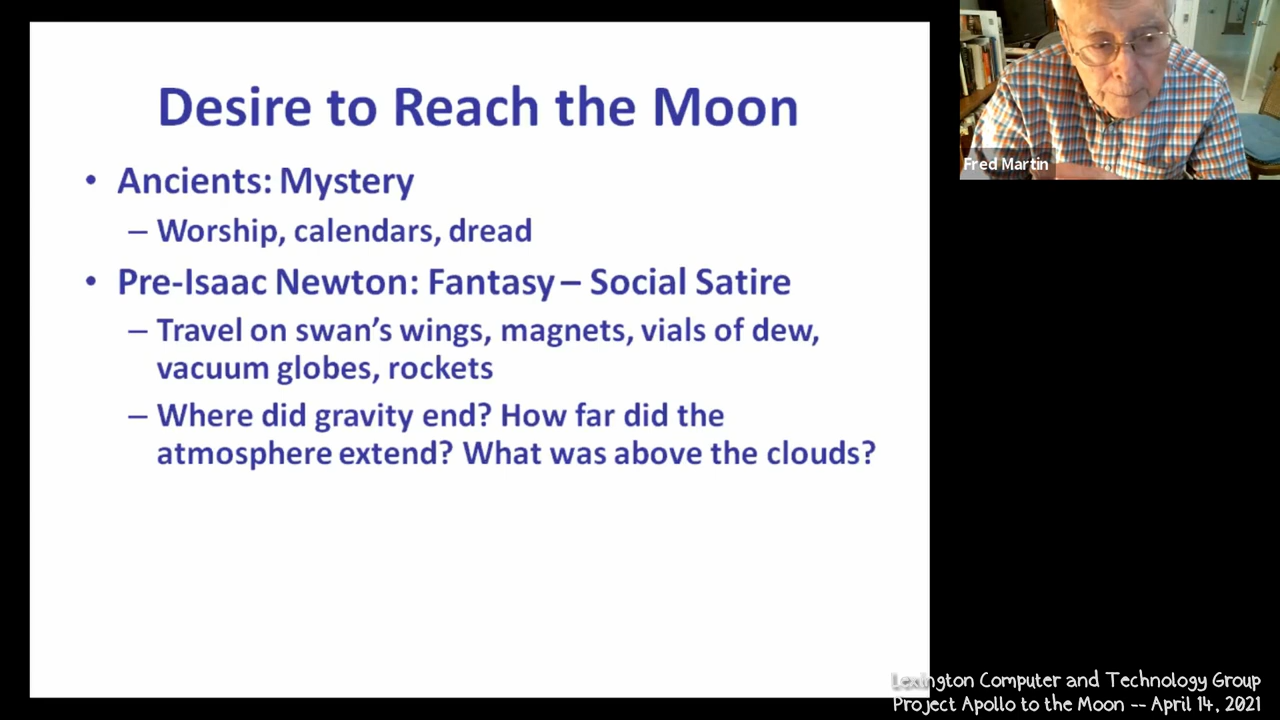 Desire to Reach the Moon
• Ancients: Mystery
– Worship, calendars, dread
• Pre-Isaac Newton: Fantasy – Social Satire
– Travel on swan's wings, magnets, vials of dew,
vacuum globes, rockets
– Where did gravity end? How far did the
atmosphere extend? What was above the clouds?
Fred Martin
Lexington Computer and Technology Group
Project Apollo to the Moon -- April 14, 2021